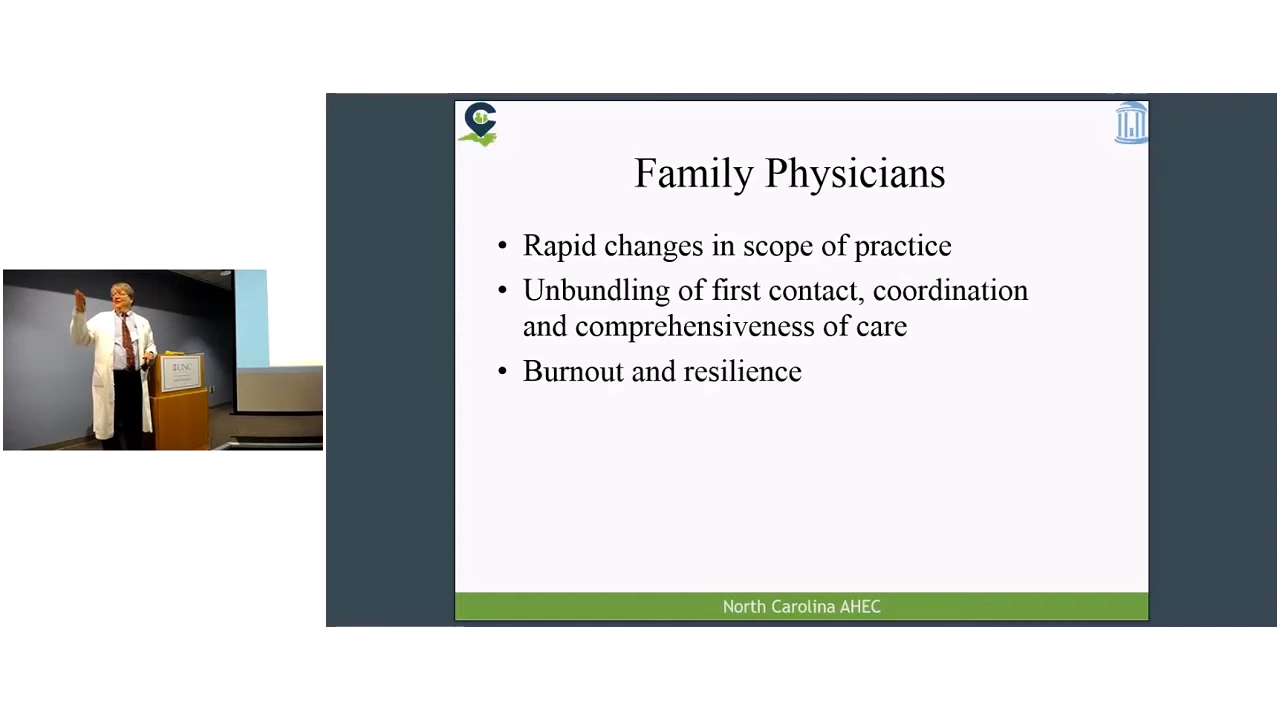 Family Physicians
• Rapid changes in scope of practice
• Unbundling of first contact, coordination
and comprehensiveness of care
• Burnout and resilience
North Carolina AHEC
UNC